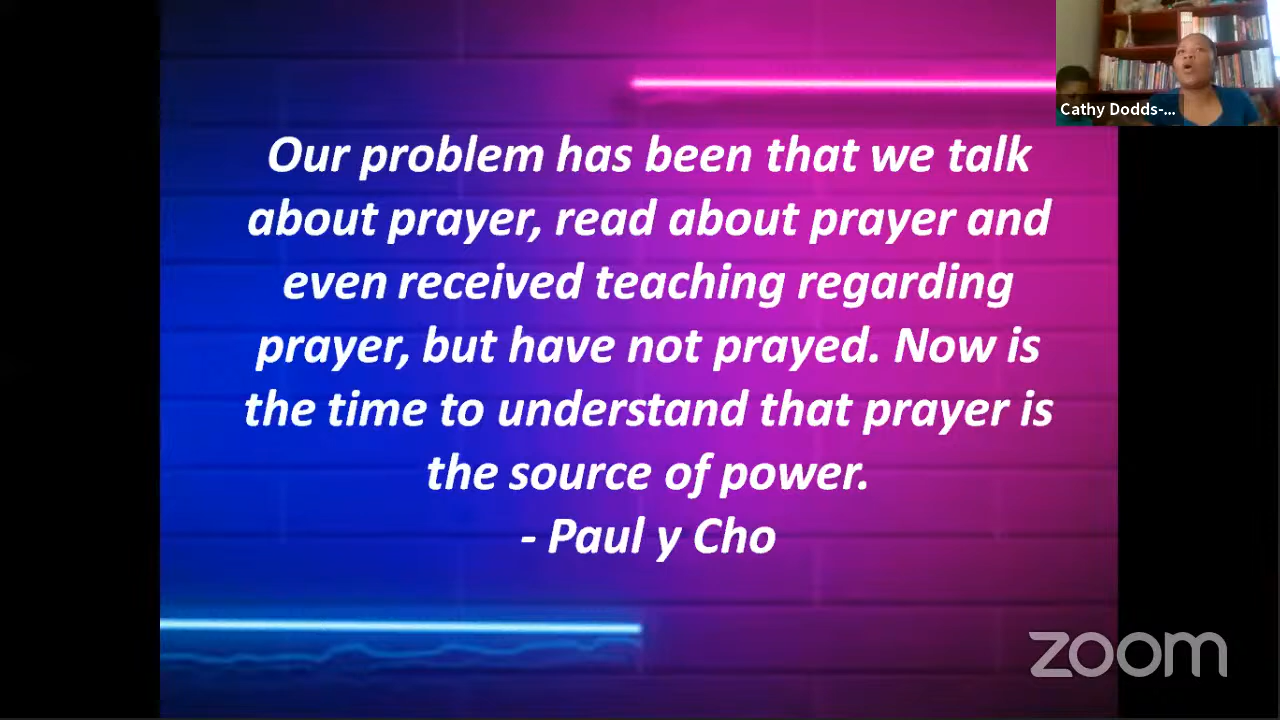 Cathy Dodds-...
Our problem has been that we talk
about prayer, read about prayer and
even received teaching regarding
prayer, but have not prayed. Now is
the time to understand that prayer is
the source of power.
- Paul y Cho
zoom